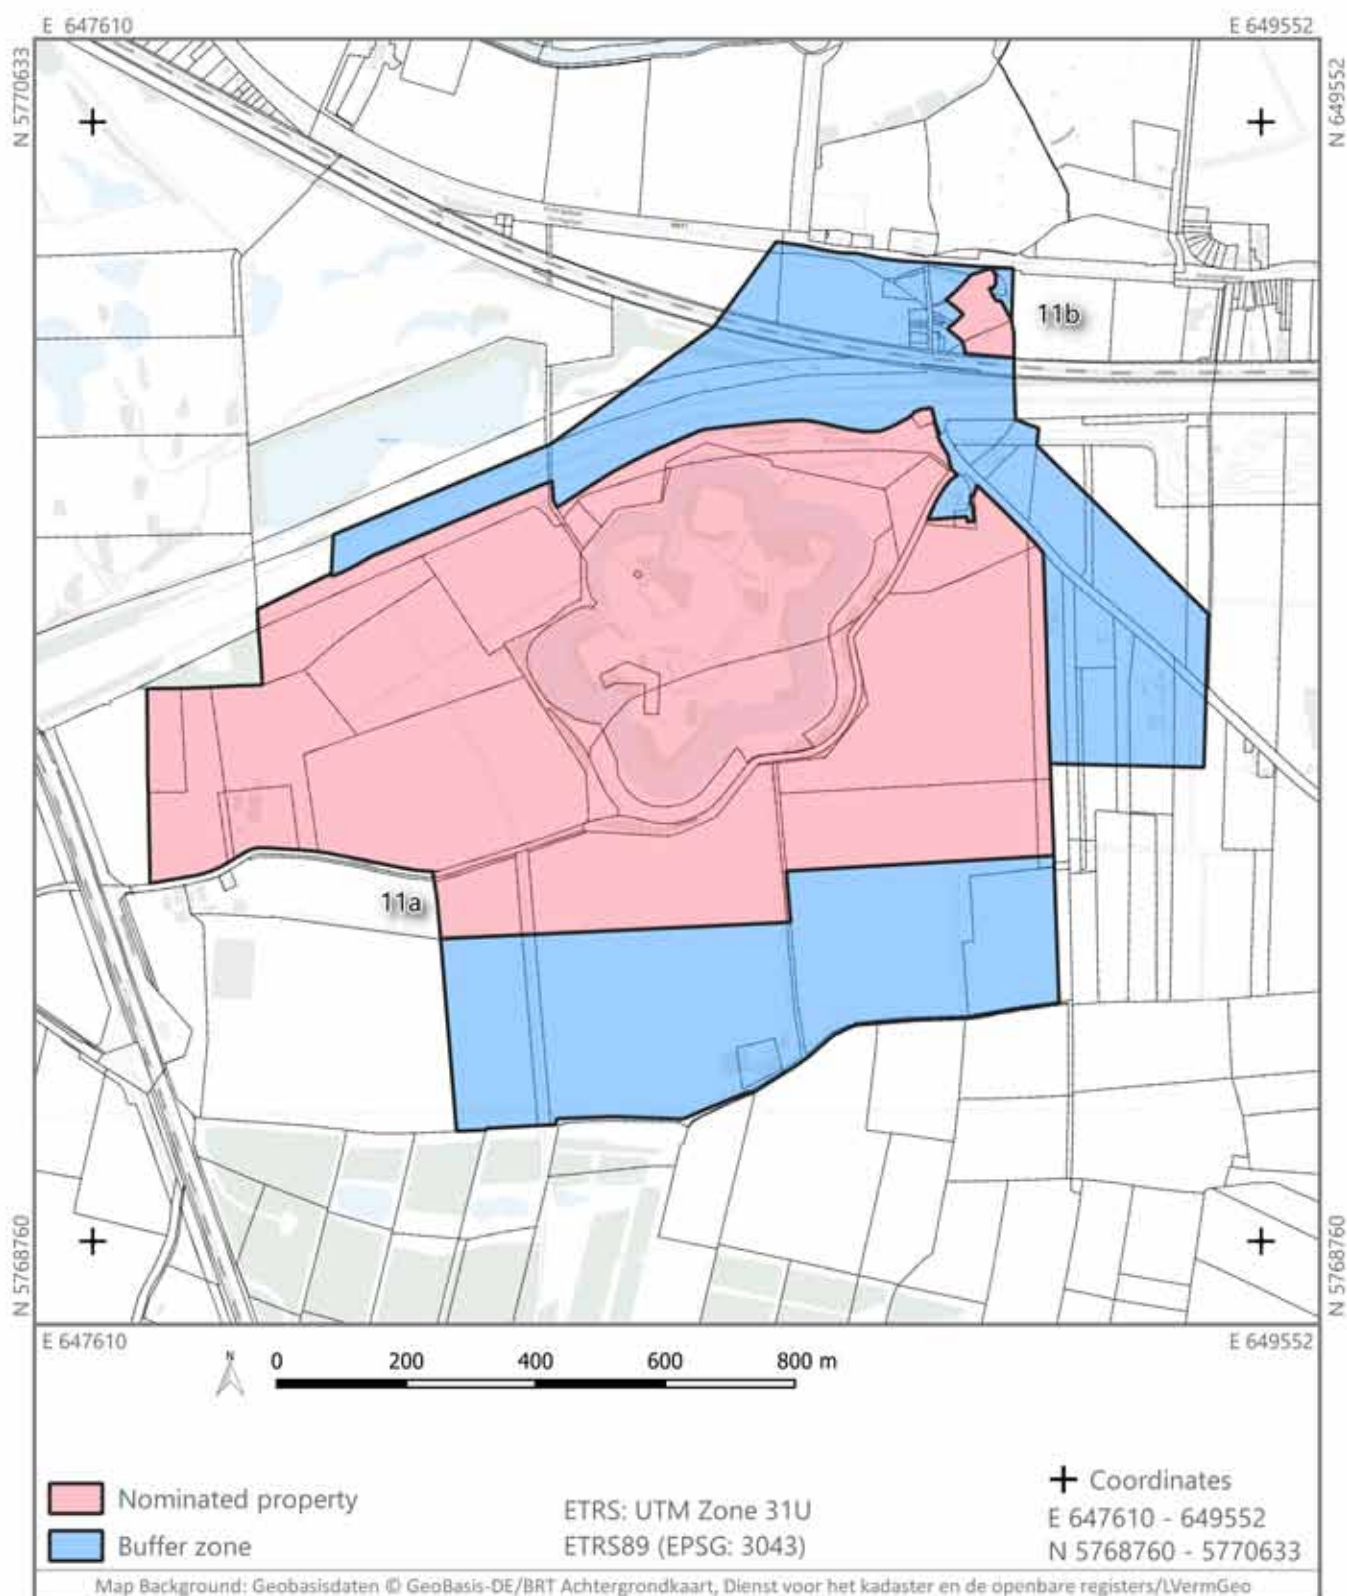 E 647610
E 649552
N 5770633
N 649552
11b
11a
N 5768760
N 5768760
E 647610
E 649552
N
0 200 400 600 800 m
Nominated property
Buffer zone
ETRS: UTM Zone 31U
ETRS89 (EPSG: 3043)
Coordinates
E 647610 - 649552
N 5768760 - 5770633
Map Background: Geobasisdaten © GeoBasis-DE/BRT Achtergrondkaart, Dienst voor het kadaster en de openbare registers/LVermGeo